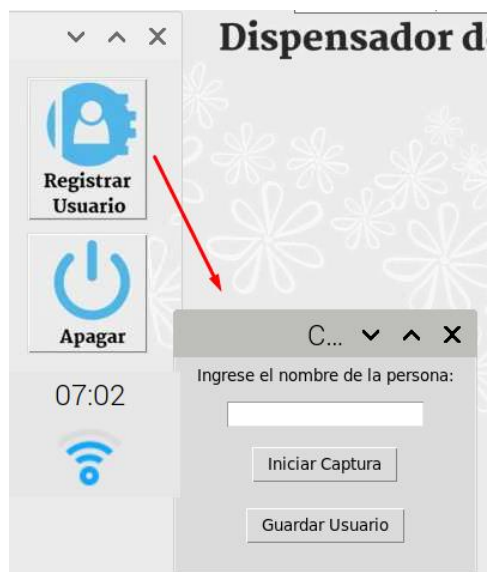 Dispensador d
Registrar
Usuario
Apagar
07:02
C...
Ingrese el nombre de la persona:
Iniciar Captura
Guardar Usuario